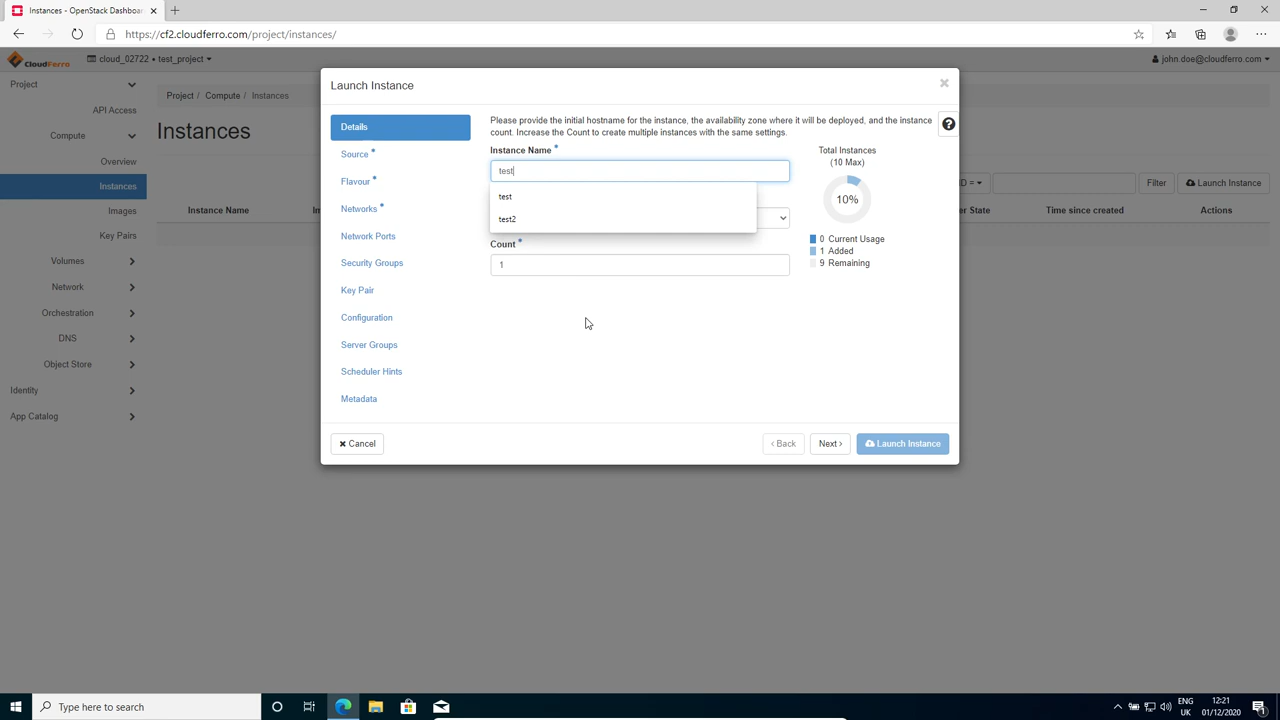 Instances - OpenStack Dashboar
https://cf2.cloudferro.com/project/instances/
CloudFerro
cloud_02722 • test_project
john.doe@cloudferro.com
Project
API Access
Compute
Overview
Instances
Images
Key Pairs
Volumes
Network
Orchestration
DNS
Object Store
Identity
App Catalog
Project / Compute / Instances
Instances
ID =
Filter
Launch Instance
Instance Name
Time since created
Actions
Launch Instance
Details
Source *
Flavour *
Networks *
Network Ports
Security Groups
Key Pair
Configuration
Server Groups
Scheduler Hints
Metadata
Please provide the initial hostname for the instance, the availability zone where it will be deployed, and the instance
count. Increase the Count to create multiple instances with the same settings.
Instance Name *
test
test
test2
Count *
1
Total Instances
(10 Max)
10%
0 Current Usage
1 Added
9 Remaining
Cancel
< Back
Next >
Launch Instance
Type here to search
ENG
UK
12:21
01/12/2020
1